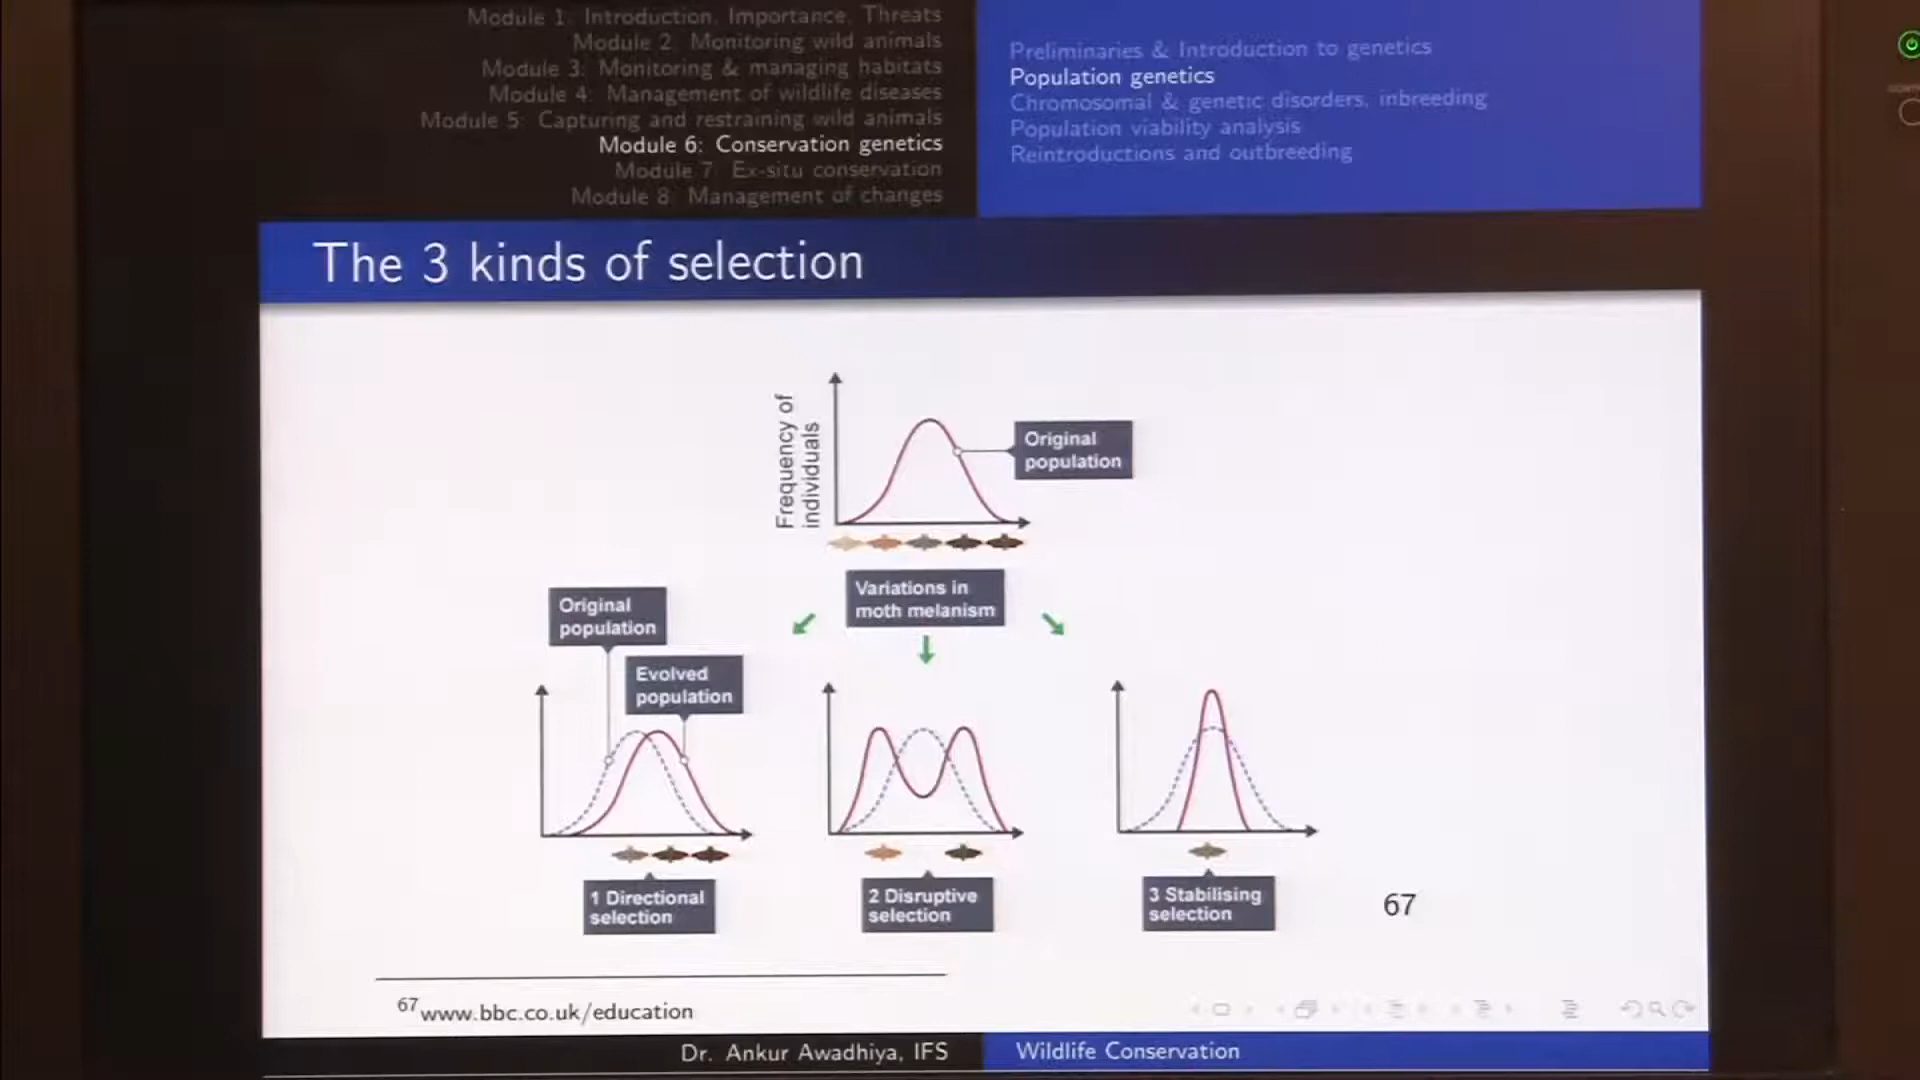 Module 1: Introduction, Importance, Threats
Module 2: Monitoring wild animals
Module 3: Monitoring & managing habitats
Module 4: Management of wildlife diseases
Module 5: Capturing and restraining wild animals
Module 6: Conservation genetics
Module 7: Ex-situ conservation
Module 8: Management of changes
Preliminaries & Introduction to genetics
Population genetics
Chromosomal & genetic disorders, inbreeding
Population viability analysis
Reintroductions and outbreeding
The 3 kinds of selection
Frequency of
individuals
Original
population
Variations in
moth melanism
Original
population
Evolved
population
1 Directional
selection
2 Disruptive
selection
3 Stabilising
selection
67
67www.bbc.co.uk/education
Dr. Ankur Awadhiya, IFS
Wildlife Conservation